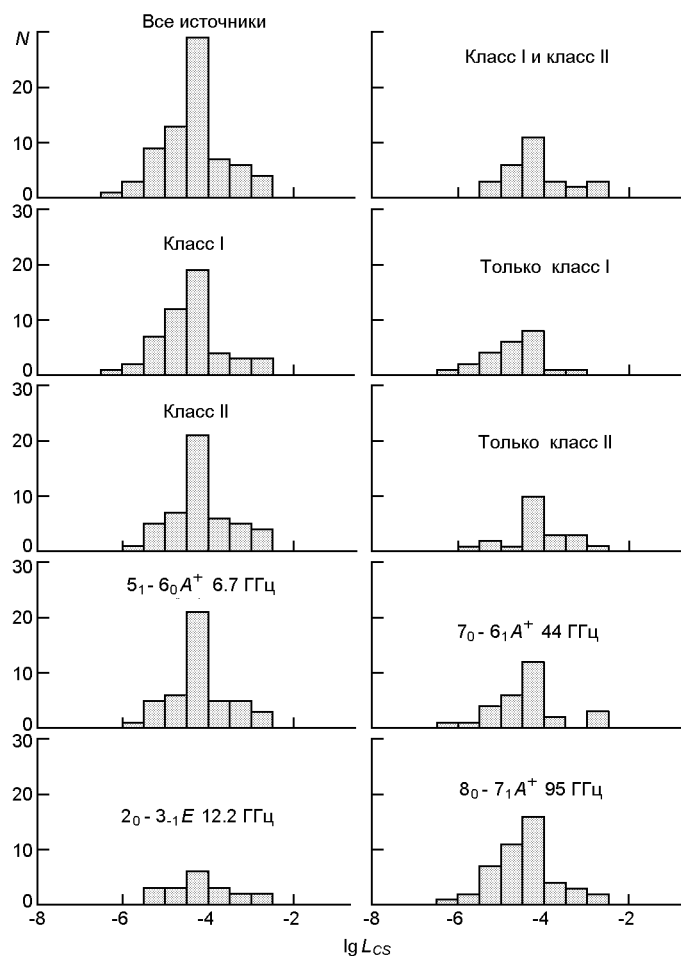 Все источники
N
Класс I и класс II
20
10
0
30
Класс I
Только класс I
20
10
0
30
Класс II
Только класс II
20
10
0
30
5₁ - 6₀A⁺ 6.7 ГГц
7₀ - 6₁A⁺ 44 ГГц
20
10
0
30
2₀ - 3₋₁E 12.2 ГГц
8₀ - 7₁A⁺ 95 ГГц
20
10
0
-8 -6 -4 -2 -8 -6 -4 -2
lg L_CS